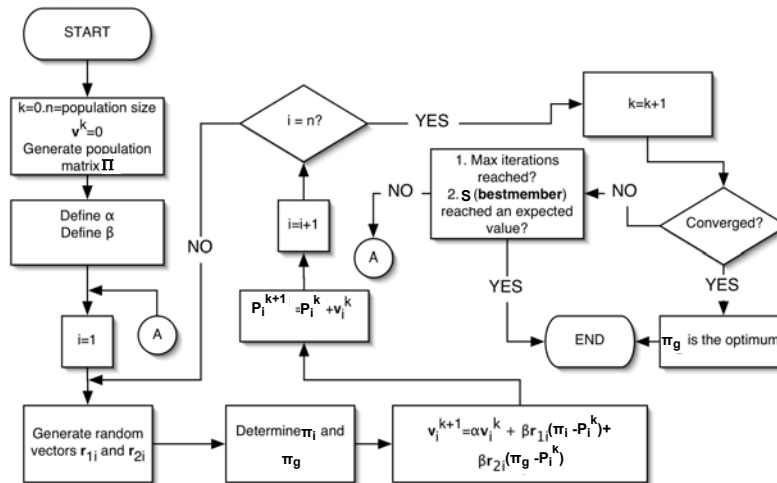 START
k=0.n=population size
v^k=0
Generate population
matrix Π
Define α
Define β
A
i=1
Generate random
vectors r_1i and r_2i
Determine π_i and
π_g
v_i^k+1=αv_i^k + βr_1i(π_i -P_i^k)+
βr_2i(π_g -P_i^k)
P_i^k+1 =P_i^k +v_i^k
i=i+1
i = n?
NO
YES
k=k+1
Converged?
NO
YES
1. Max iterations
reached?
2. S (bestmember)
reached an expected
value?
NO
A
YES
END
π_g is the optimum